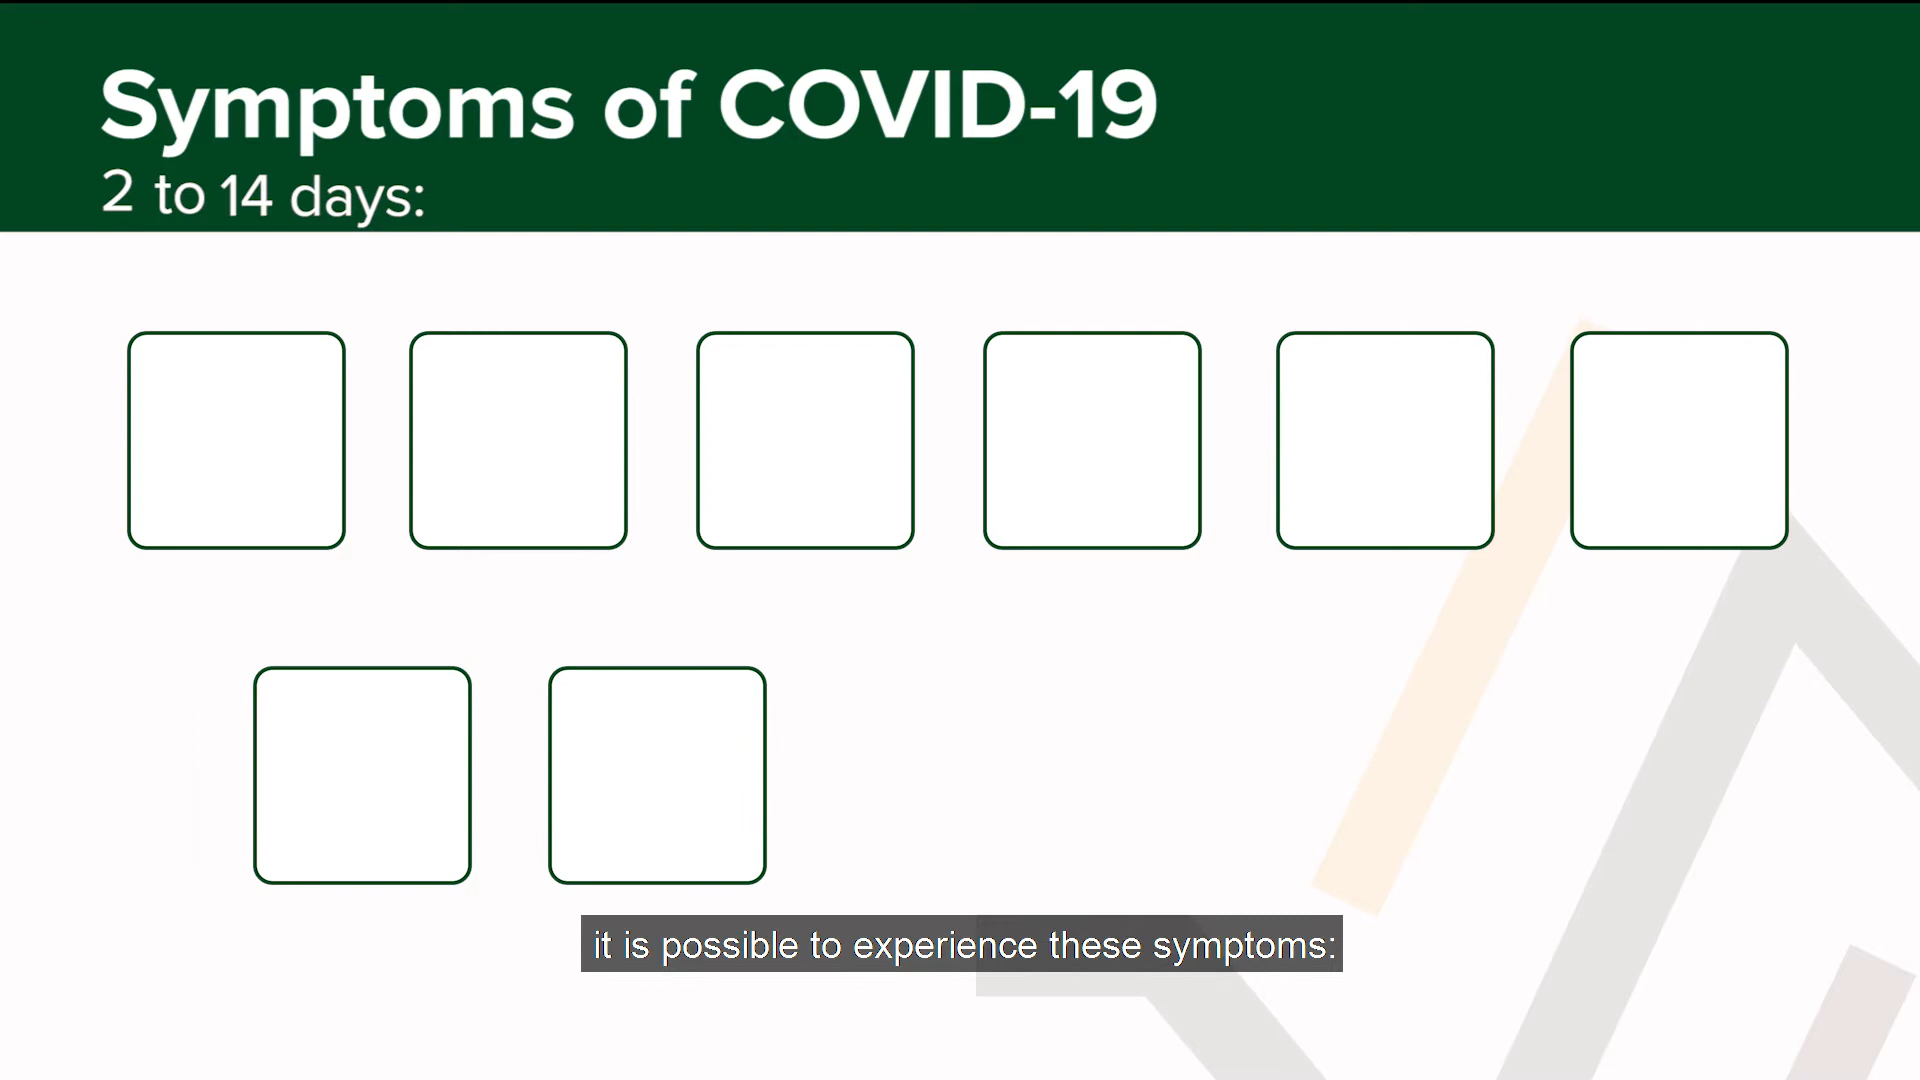 Symptoms of COVID-19
2 to 14 days:
it is possible to experience these symptoms: